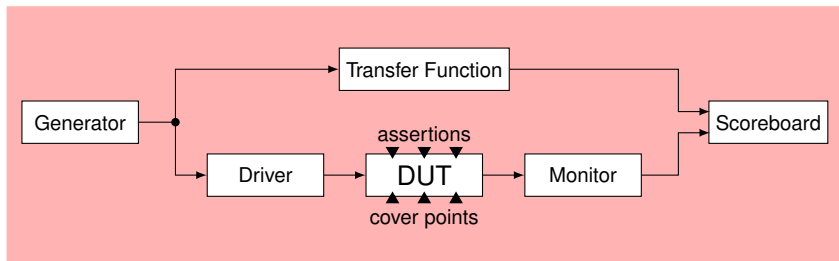 Transfer Function
Generator
Scoreboard
assertions
Driver
DUT
Monitor
cover points